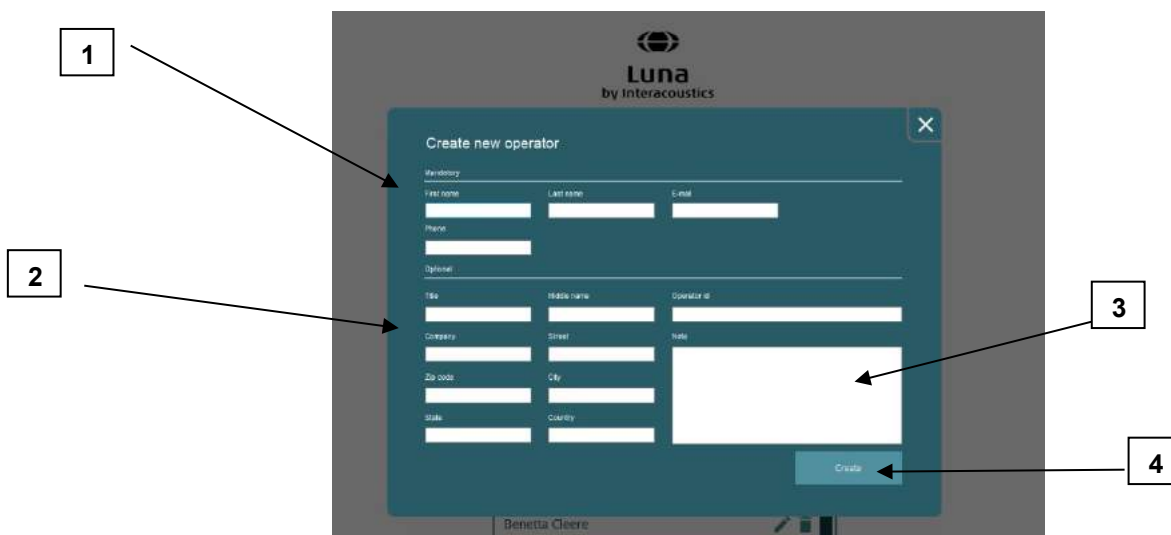 1
Luna
by Interacoustics
Create new operator
Mandatory
First name Last name E-mail
Phone
2
Optional
Title Middle name Operator id
3
Company Street Note
Zip code City
State Country
4
Create
Benetta Cleere